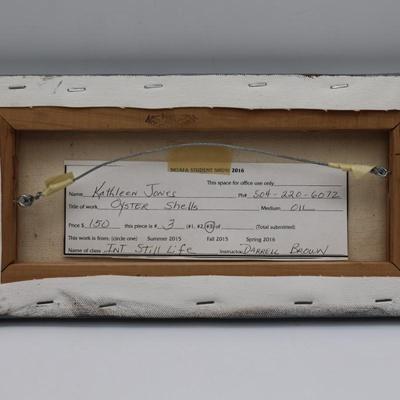 NOAFA STUDENT SHOW 2016
This space for office use only
Name Kathleen Jones Ph# 504-220-6072
Title of work Oyster Shells Medium OIL
Price $ 150 this piece is # 3 (#1, #2, #3) of (Total submitted)
This work is from: (circle one) Summer 2015 Fall 2015 Spring 2016
Name of class INT Still Life Instructor DARRELL BROWN